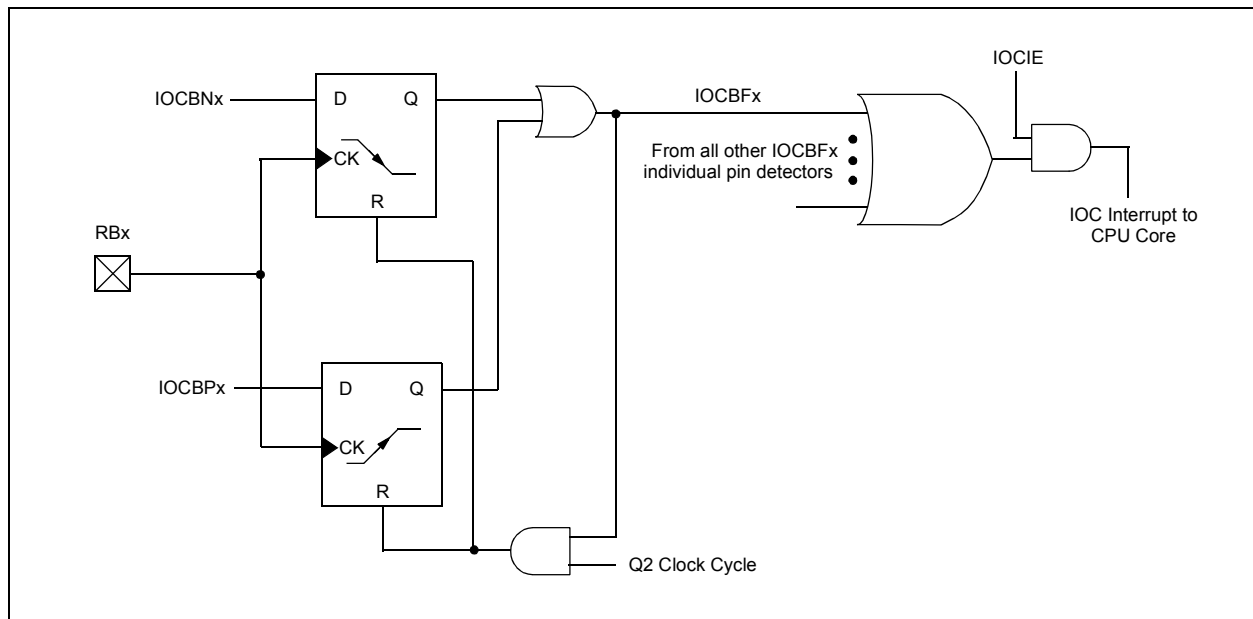 IOCIE
IOCBNx
D
Q
IOCBFx
CK
From all other IOCBFx
individual pin detectors
R
IOC Interrupt to
CPU Core
RBx
IOCBPx
D
Q
CK
R
Q2 Clock Cycle